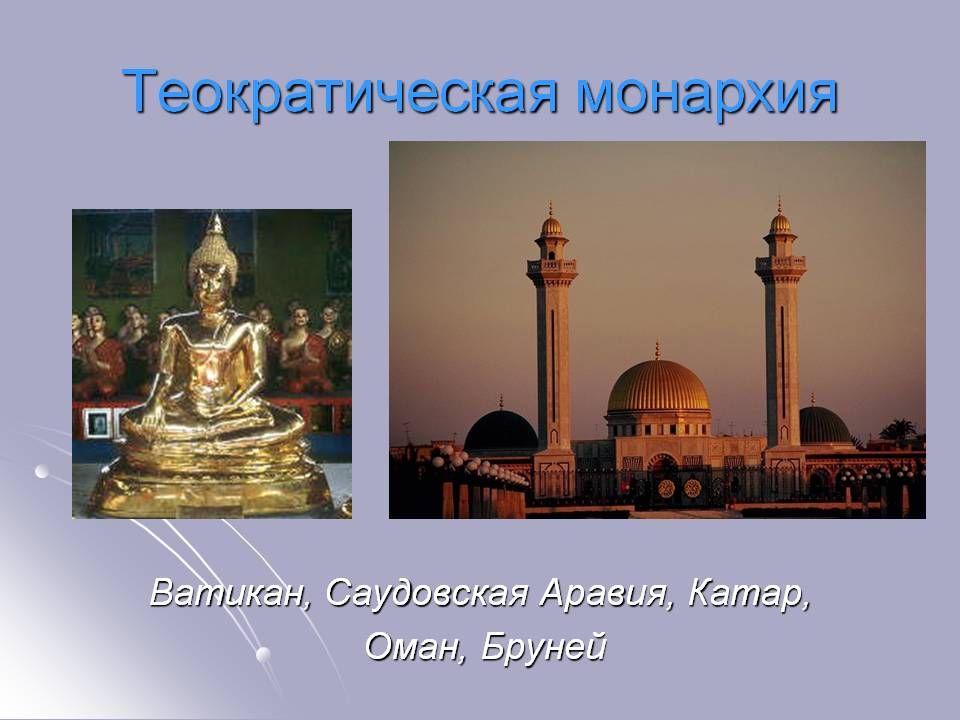 Теократическая монархия
Ватикан, Саудовская Аравия, Катар,
Оман, Бруней